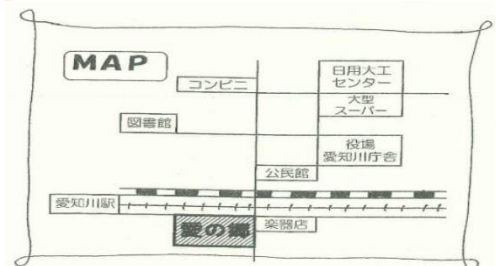 MAP
コンビニ
日用大工
センター
大型
スーパー
図書館
役場
愛知川庁舎
公民館
愛知川駅
愛の郷
楽器店